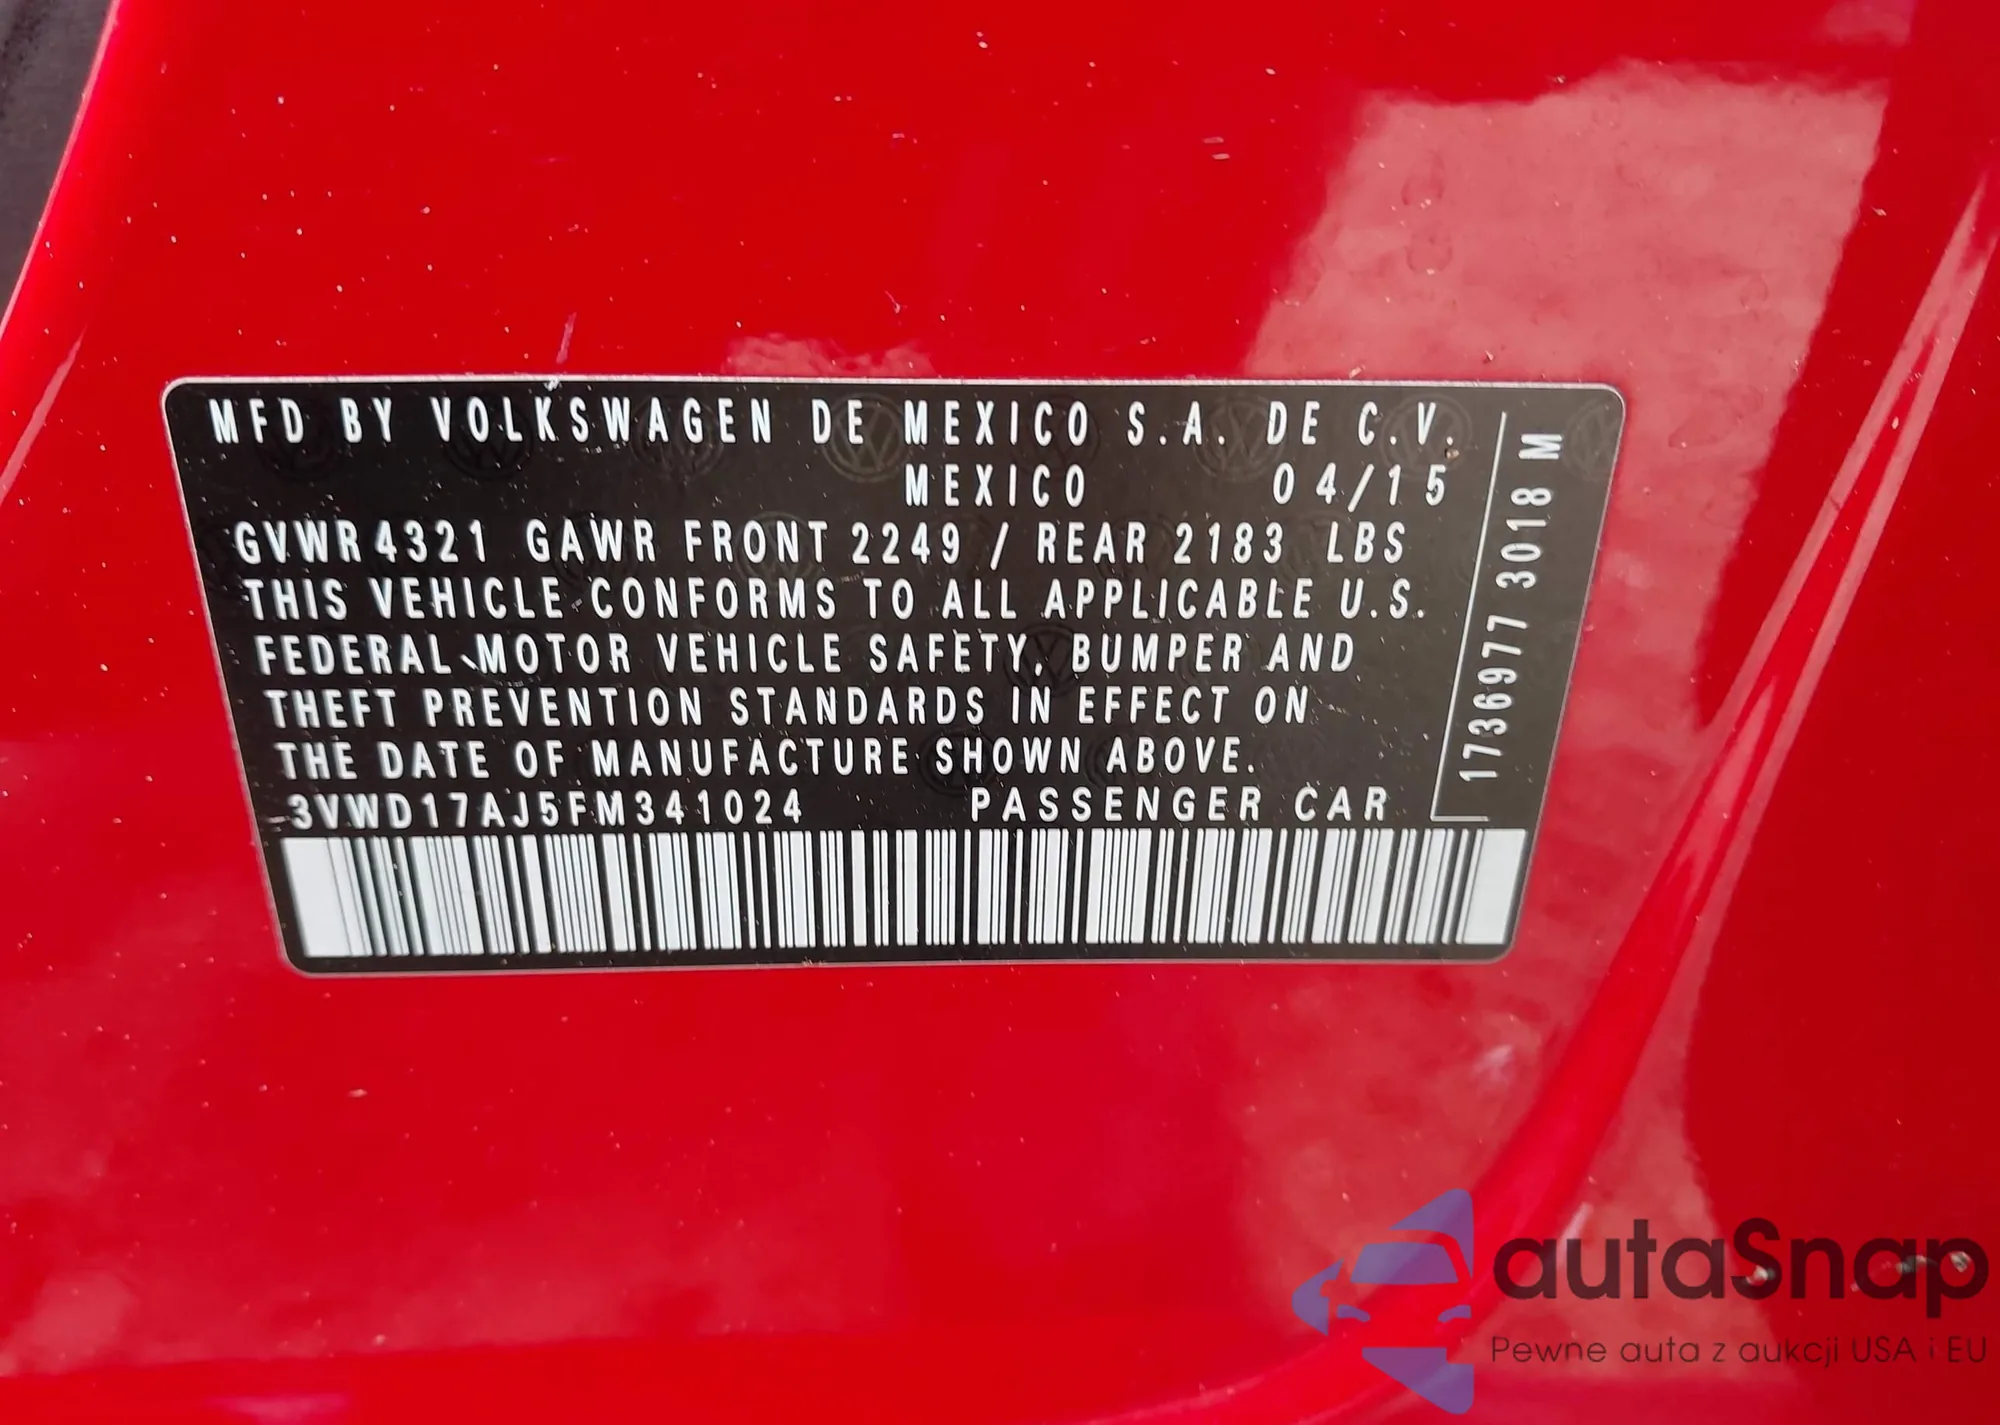 MFD BY VOLKSWAGEN DE MEXICO S.A. DE C.V.
MEXICO 04/15
GVWR 4321 GAWR FRONT 2249 / REAR 2183 LBS
THIS VEHICLE CONFORMS TO ALL APPLICABLE U.S.
FEDERAL MOTOR VEHICLE SAFETY, BUMPER AND
THEFT PREVENTION STANDARDS IN EFFECT ON
THE DATE OF MANUFACTURE SHOWN ABOVE.
3VWD17AJ5FM341024 PASSENGER CAR
1736977 3018 M
autaSnap
Pewne auta z aukcji USA i EU